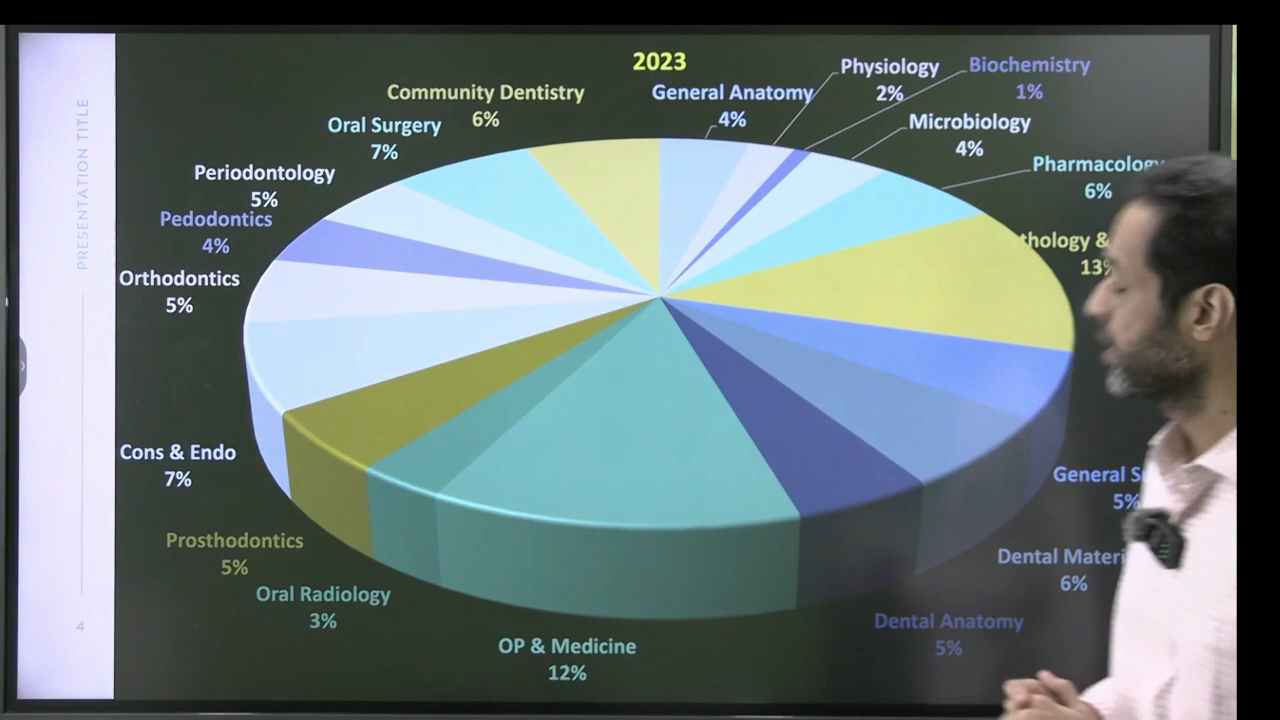 PRESENTATION TITLE
4
2023
General Anatomy
4%
Physiology
2%
Biochemistry
1%
Microbiology
4%
Pharmacology
6%
&
13%
General
5%
Dental
6%
Dental Anatomy
5%
OP & Medicine
12%
Oral Radiology
3%
Prosthodontics
5%
Cons & Endo
7%
Orthodontics
5%
Pedodontics
4%
Periodontology
5%
Oral Surgery
7%
Community Dentistry
6%